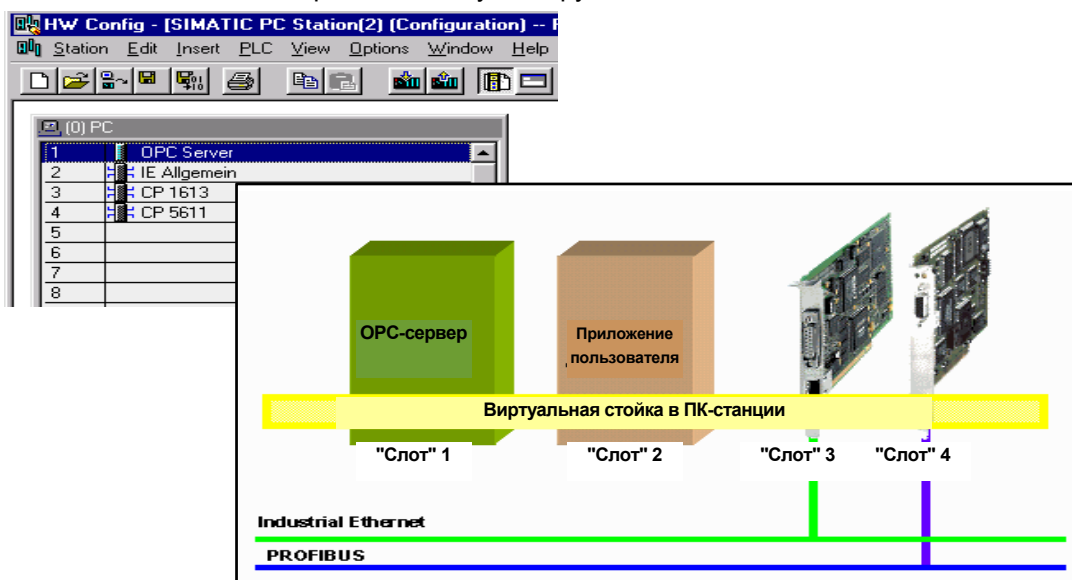 HW Config - [SIMATIC PC Station(2) (Configuration) --
Station Edit Insert PLC View Options Window Help
(0) PC
1 OPC Server
2 IE Allgemein
3 CP 1613
4 CP 5611
5
6
7
8
ОРС-сервер
Приложение
пользователя
Виртуальная стойка в ПК-станции
"Слот" 1 "Слот" 2 "Слот" 3 "Слот" 4
Industrial Ethernet
PROFIBUS